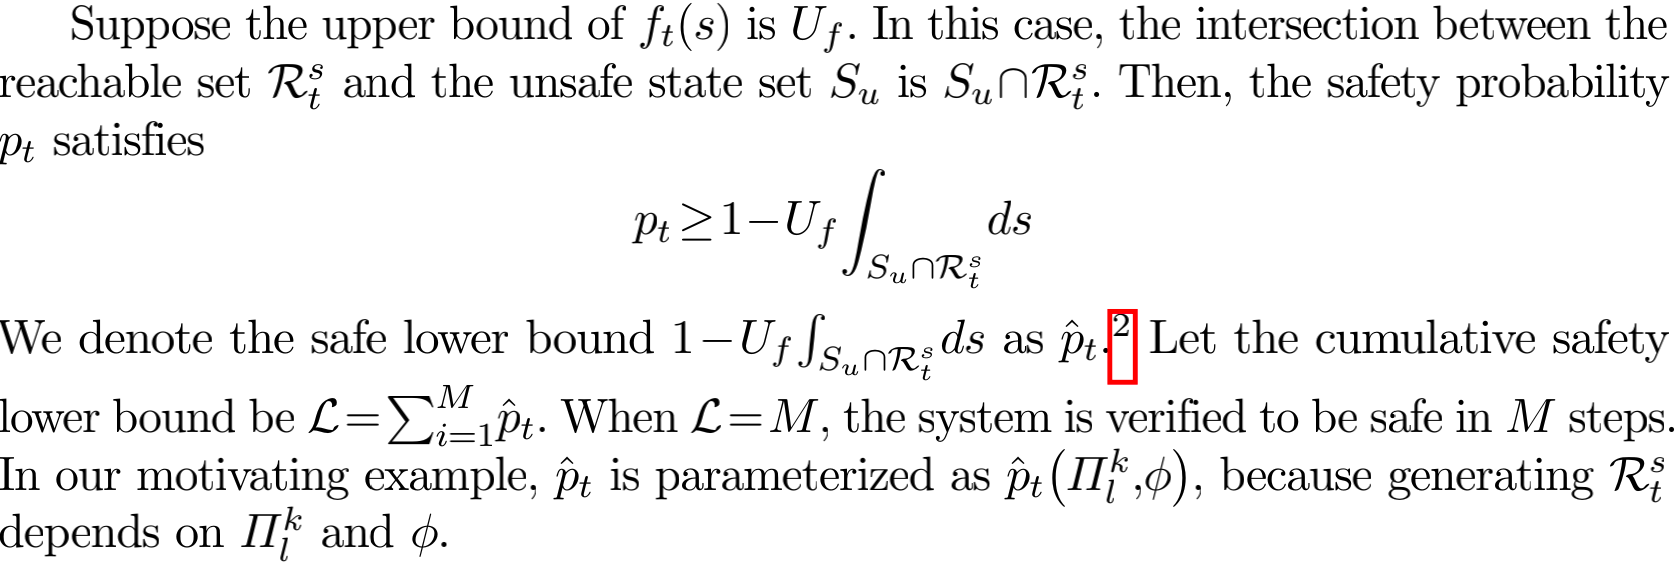 Suppose the upper bound of $f_t(s)$ is $U_f$. In this case, the intersection between the
reachable set $\mathcal{R}_t^s$ and the unsafe state set $S_u$ is $S_u \cap \mathcal{R}_t^s$. Then, the safety probability
$p_t$ satisfies
$p_t \geq 1 - U_f \int_{S_u \cap \mathcal{R}_t^s} ds$
We denote the safe lower bound $1 - U_f \int_{S_u \cap \mathcal{R}_t^s} ds$ as $\hat{p}_t$.$^2$ Let the cumulative safety
lower bound be $\mathcal{L} = \sum_{i=1}^{M} \hat{p}_t$. When $\mathcal{L} = M$, the system is verified to be safe in $M$ steps.
In our motivating example, $\hat{p}_t$ is parameterized as $\hat{p}_t(\Pi_l^k, \phi)$, because generating $\mathcal{R}_t^s$
depends on $\Pi_l^k$ and $\phi$.